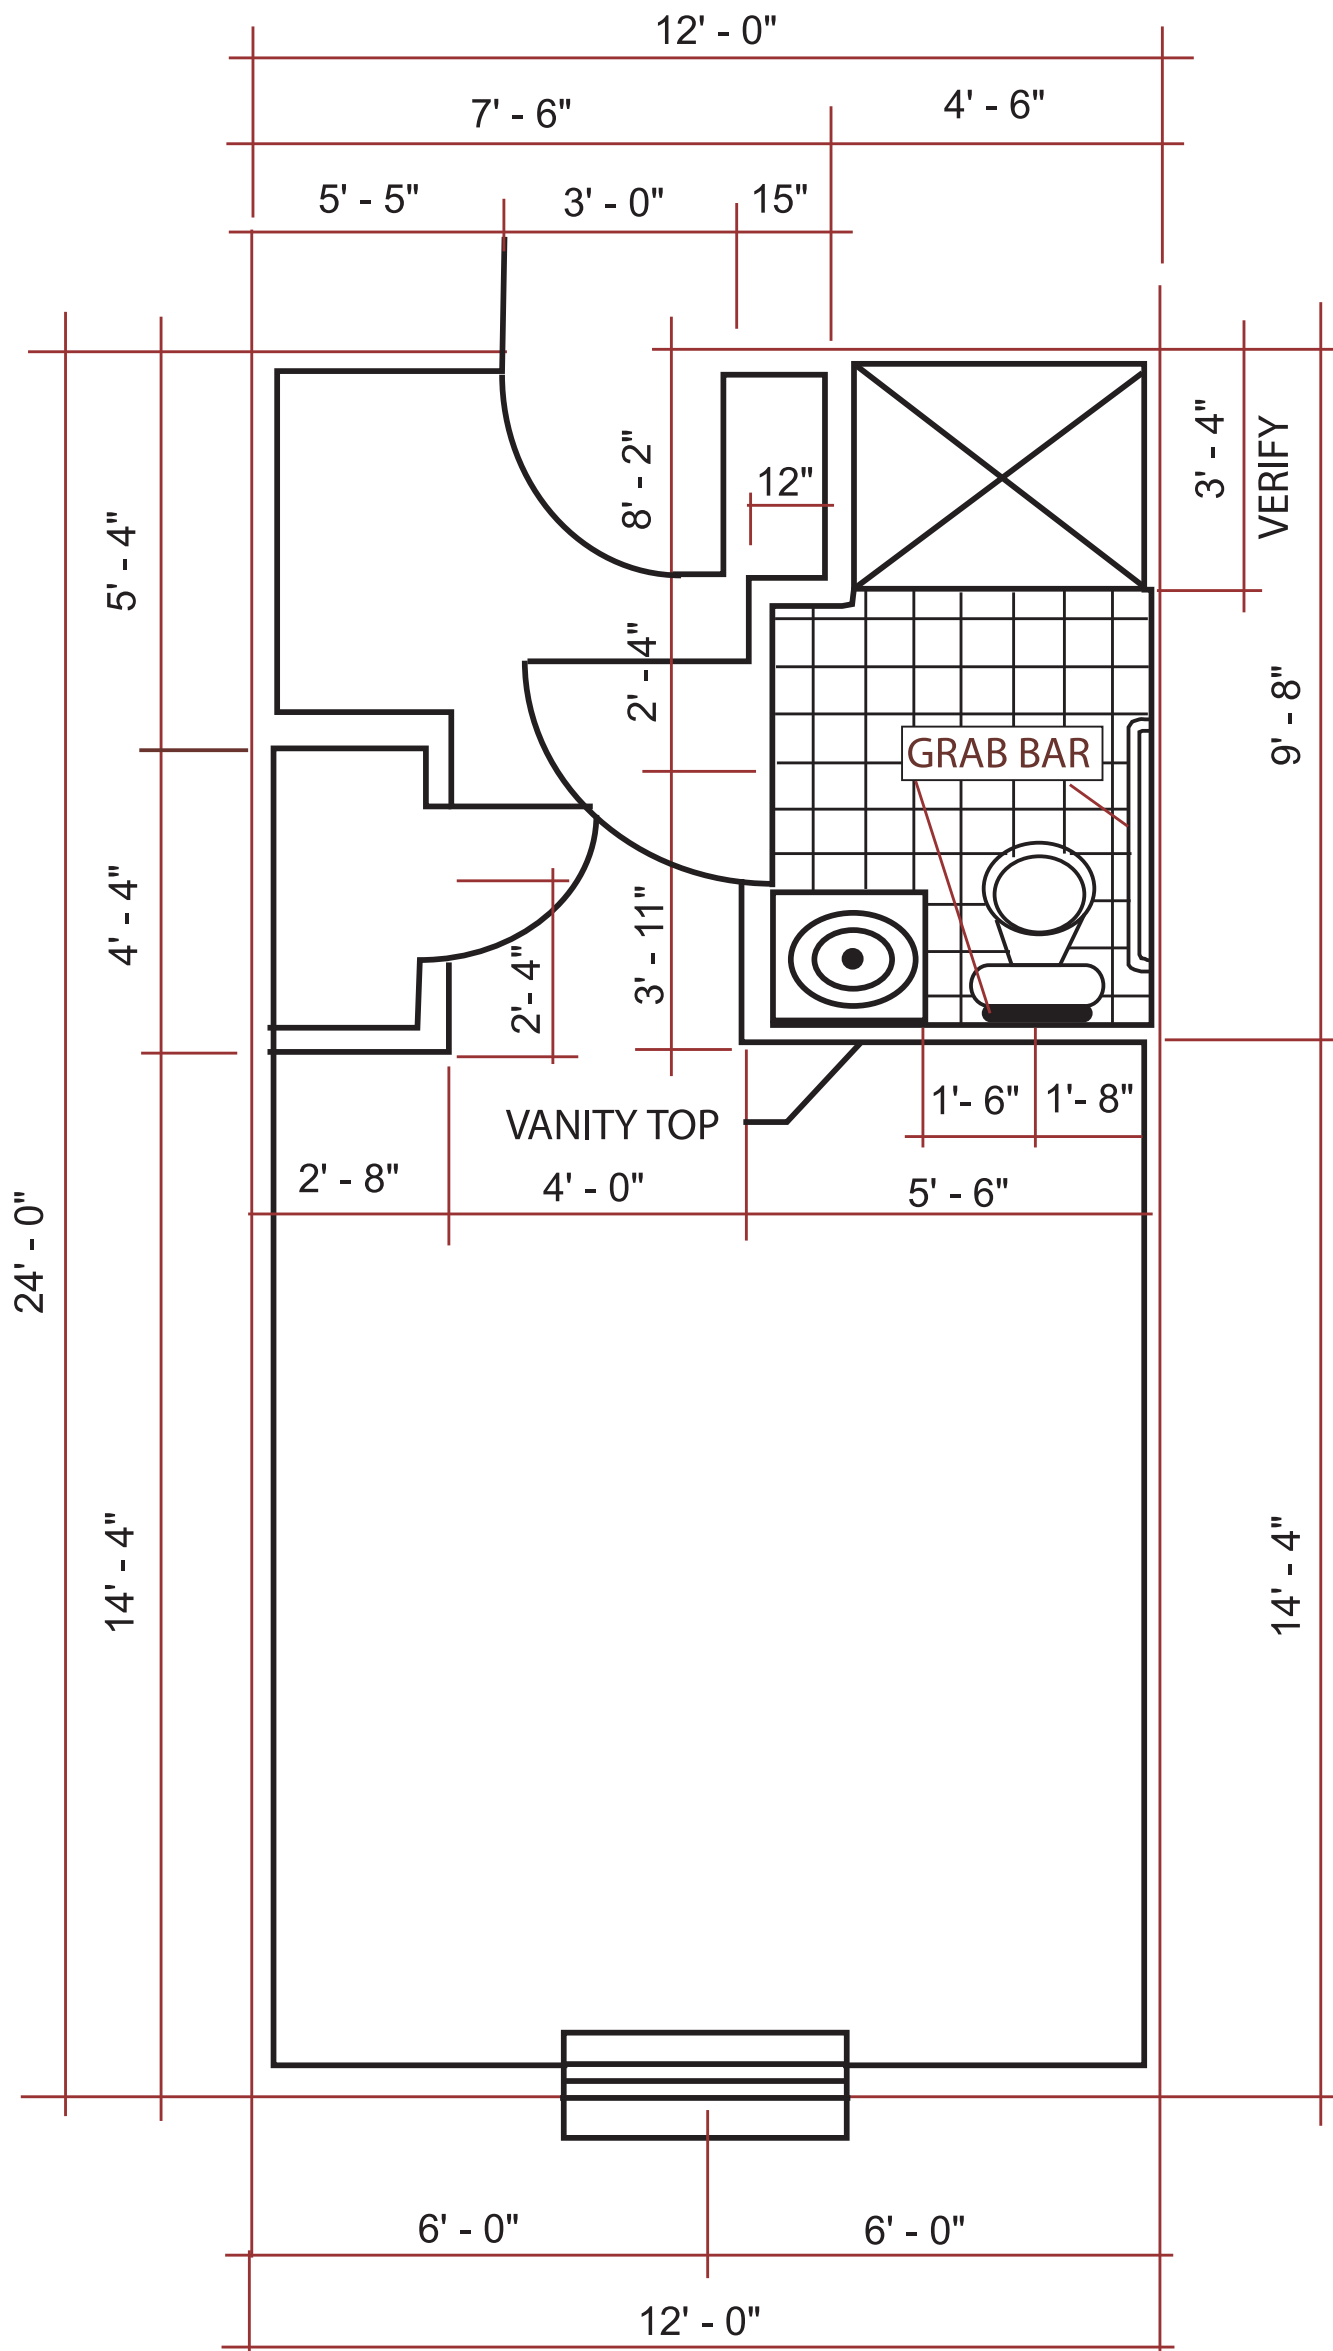 12' - 0"
7' - 6"
4' - 6"
5' - 5"
3' - 0"
15"
8' - 2"
12"
3' - 4"
VERIFY
5' - 4"
2' - 4"
9' - 8"
GRAB BAR
4' - 4"
3' - 11"
2'- 4"
1'- 6"
1'- 8"
VANITY TOP
2' - 8"
4' - 0"
5' - 6"
24' - 0"
14' - 4"
14' - 4"
6' - 0"
6' - 0"
12' - 0"